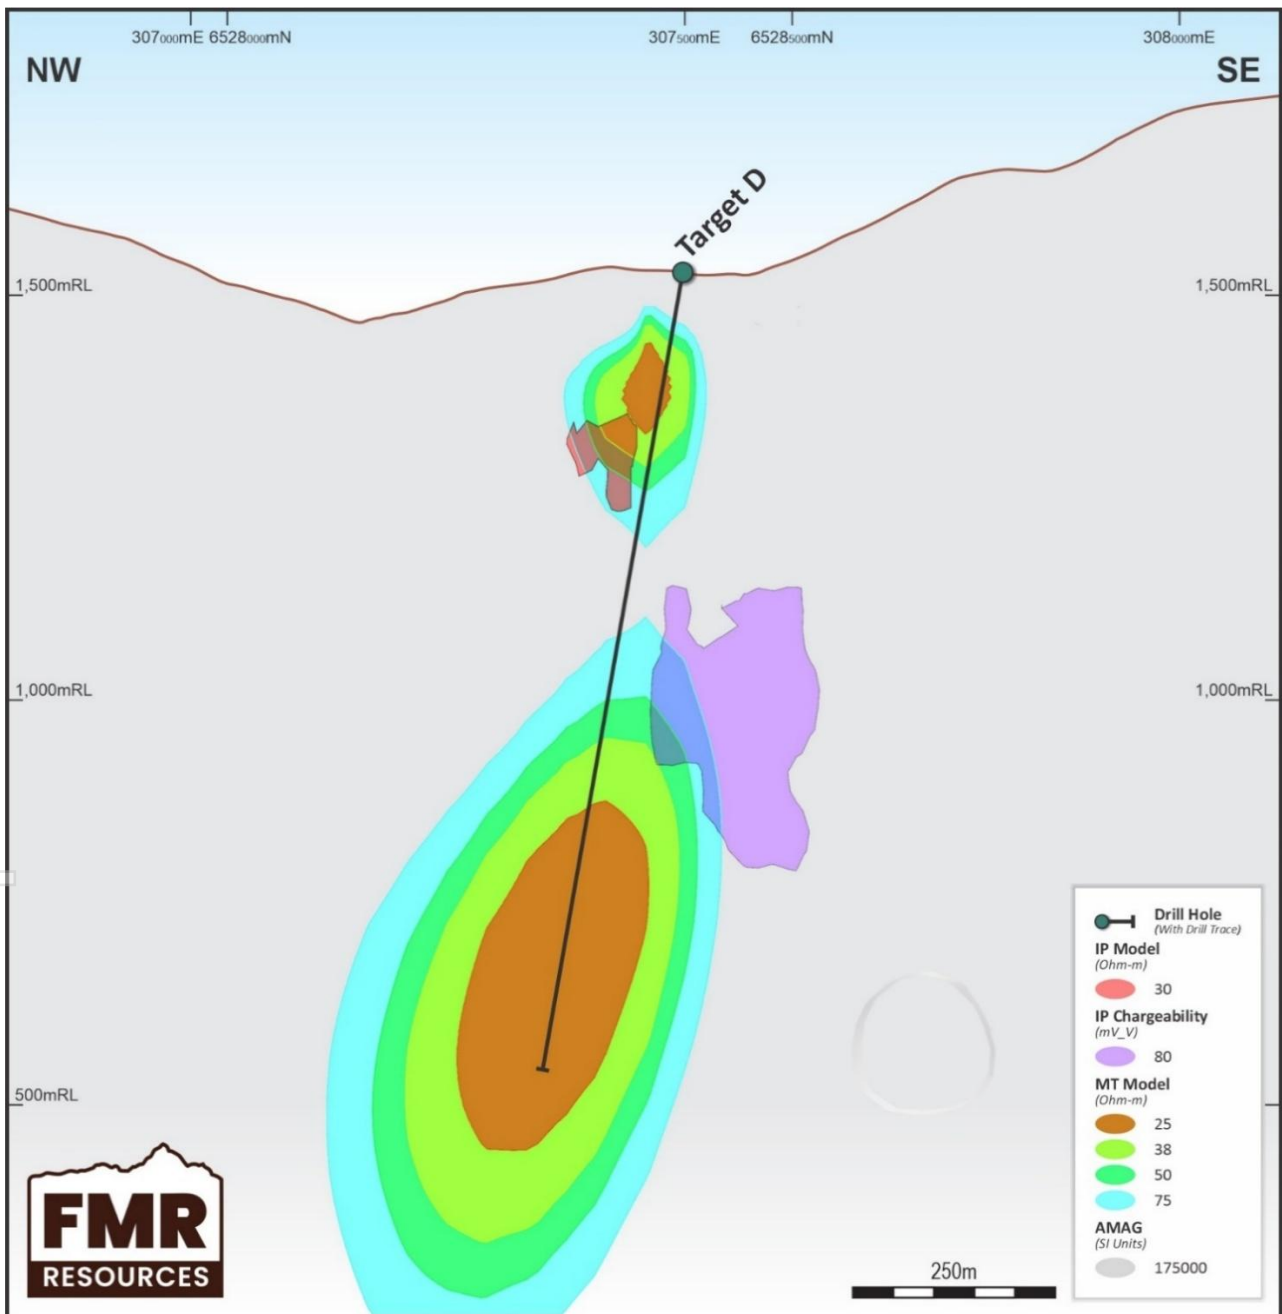 307000mE 6528000mN 307500mE 6528500mN 308000mE
NW SE
Target D
1,500mRL 1,500mRL
1,000mRL 1,000mRL
500mRL
Drill Hole
(With Drill Trace)
IP Model
(Ohm-m)
30
IP Chargeability
(mV_V)
80
MT Model
(Ohm-m)
25
38
50
75
AMAG
(SI Units)
175000
250m
FMR
RESOURCES